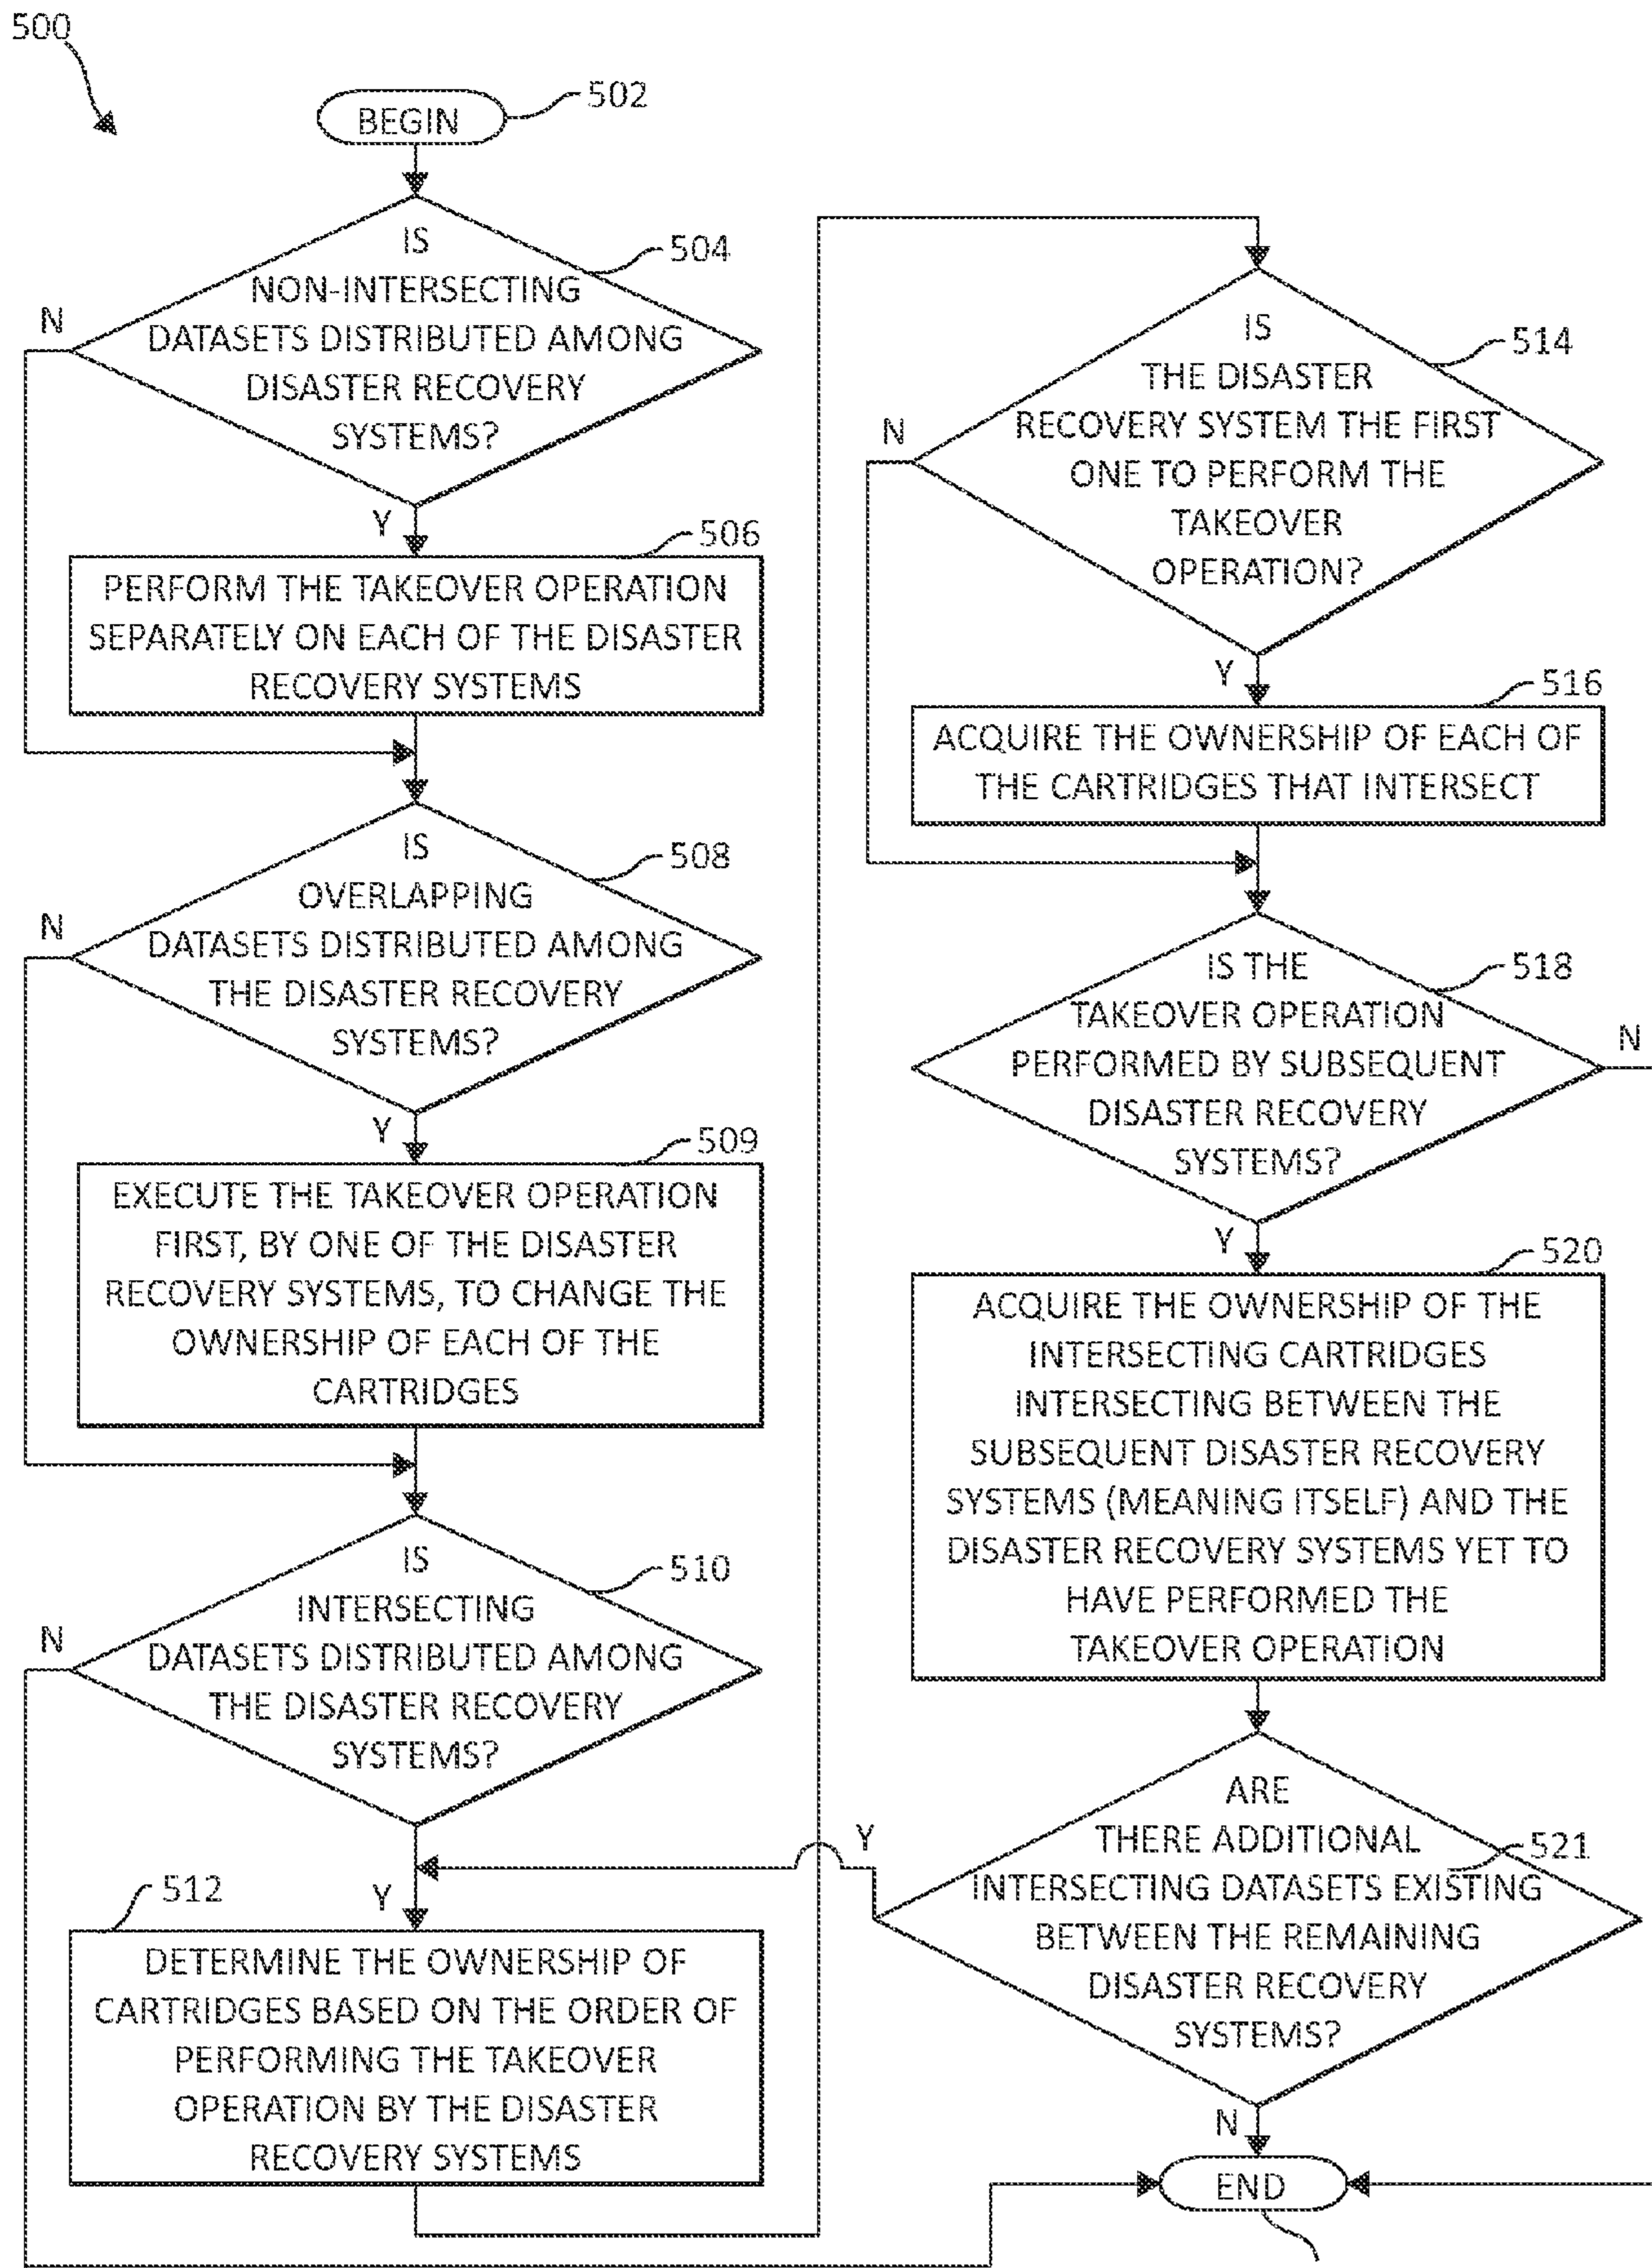 500
BEGIN
502
IS
NON-INTERSECTING
DATASETS DISTRIBUTED AMONG
DISASTER RECOVERY
SYSTEMS?
504
N
Y
506
PERFORM THE TAKEOVER OPERATION
SEPARATELY ON EACH OF THE DISASTER
RECOVERY SYSTEMS
IS
OVERLAPPING
DATASETS DISTRIBUTED AMONG
THE DISASTER RECOVERY
SYSTEMS?
508
N
Y
509
EXECUTE THE TAKEOVER OPERATION
FIRST, BY ONE OF THE DISASTER
RECOVERY SYSTEMS, TO CHANGE THE
OWNERSHIP OF EACH OF THE
CARTRIDGES
IS
INTERSECTING
DATASETS DISTRIBUTED AMONG
THE DISASTER RECOVERY
SYSTEMS?
510
N
Y
512
DETERMINE THE OWNERSHIP OF
CARTRIDGES BASED ON THE ORDER OF
PERFORMING THE TAKEOVER
OPERATION BY THE DISASTER
RECOVERY SYSTEMS
IS
THE DISASTER
RECOVERY SYSTEM THE FIRST
ONE TO PERFORM THE
TAKEOVER
OPERATION?
514
N
Y
516
ACQUIRE THE OWNERSHIP OF EACH OF
THE CARTRIDGES THAT INTERSECT
IS THE
TAKEOVER OPERATION
PERFORMED BY SUBSEQUENT
DISASTER RECOVERY
SYSTEMS?
518
N
Y
520
ACQUIRE THE OWNERSHIP OF THE
INTERSECTING CARTRIDGES
INTERSECTING BETWEEN THE
SUBSEQUENT DISASTER RECOVERY
SYSTEMS (MEANING ITSELF) AND THE
DISASTER RECOVERY SYSTEMS YET TO
HAVE PERFORMED THE
TAKEOVER OPERATION
ARE
THERE ADDITIONAL
INTERSECTING DATASETS EXISTING
BETWEEN THE REMAINING
DISASTER RECOVERY
SYSTEMS?
521
Y
N
END